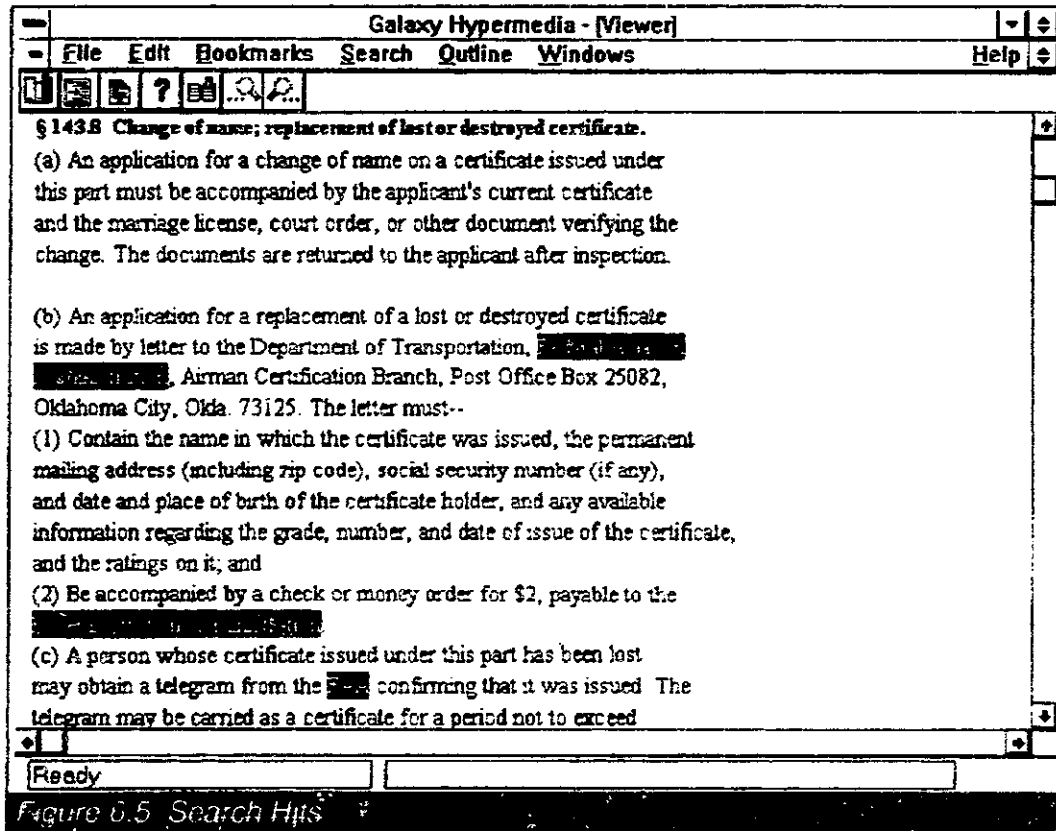 Galaxy Hypermedia - [Viewer]
File Edit Bookmarks Search Outline Windows Help
?
§ 143.8 Change of name; replacement of lost or destroyed certificate.
(a) An application for a change of name on a certificate issued under
this part must be accompanied by the applicant's current certificate
and the marriage license, court order, or other document verifying the
change. The documents are returned to the applicant after inspection.
(b) An application for a replacement of a lost or destroyed certificate
is made by letter to the Department of Transportation,
, Airman Certification Branch, Post Office Box 25082,
Oklahoma City, Okla. 73125. The letter must--
(1) Contain the name in which the certificate was issued, the permanent
mailing address (including zip code), social security number (if any),
and date and place of birth of the certificate holder, and any available
information regarding the grade, number, and date of issue of the certificate,
and the ratings on it; and
(2) Be accompanied by a check or money order for $2, payable to the
(c) A person whose certificate issued under this part has been lost
may obtain a telegram from the confirming that it was issued. The
telegram may be carried as a certificate for a period not to exceed
Ready
Figure 6.5 Search Hits